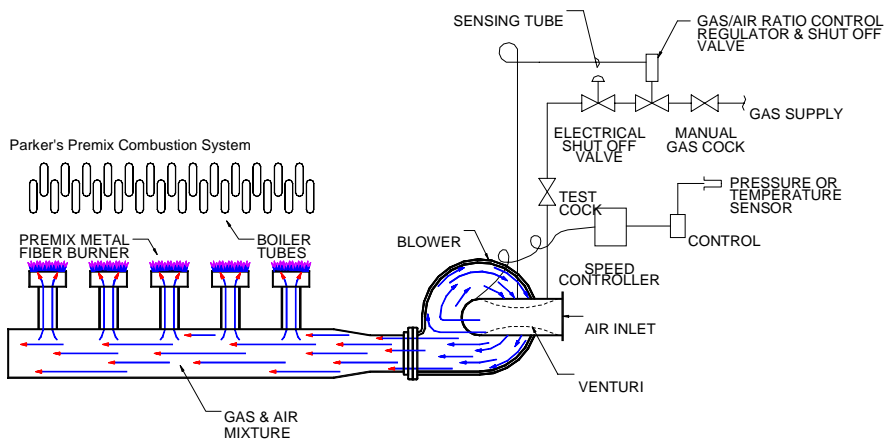 SENSING TUBE
GAS/AIR RATIO CONTROL
REGULATOR & SHUT OFF
VALVE
GAS SUPPLY
ELECTRICAL
SHUT OFF
VALVE
MANUAL
GAS COCK
Parker's Premix Combustion System
TEST
COCK
PRESSURE OR
TEMPERATURE
SENSOR
PREMIX METAL
FIBER BURNER
BOILER
TUBES
BLOWER
CONTROL
SPEED
CONTROLLER
AIR INLET
VENTURI
GAS & AIR
MIXTURE